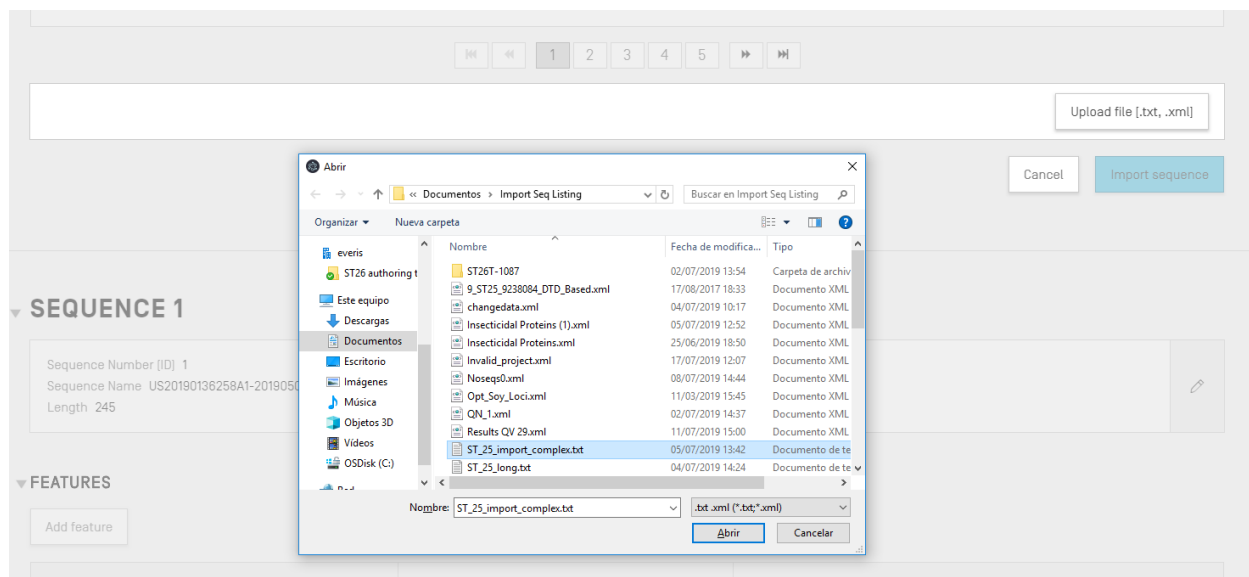 1 2 3 4 5
Upload file [.txt, .xml]
Cancel
Import sequence
Abrir
« Documentos › Import Seq Listing
Buscar en Import Seq Listing
Organizar
Nueva carpeta
everis
ST26 authoring t
Este equipo
Descargas
Documentos
Escritorio
Imágenes
Música
Objetos 3D
Vídeos
OSDisk (C:)
Nombre Fecha de modifica... Tipo
ST26T-1087 02/07/2019 13:54 Carpeta de archiv
9_ST25_9238084_DTD_Based.xml 17/08/2017 18:33 Documento XML
changedata.xml 04/07/2019 10:17 Documento XML
Insecticidal Proteins (1).xml 05/07/2019 12:52 Documento XML
Insecticidal Proteins.xml 25/06/2019 18:50 Documento XML
Invalid_project.xml 17/07/2019 12:07 Documento XML
Noseqs0.xml 08/07/2019 14:44 Documento XML
Opt_Soy_Loci.xml 11/03/2019 15:45 Documento XML
QN_1.xml 02/07/2019 14:37 Documento XML
Results QV 29.xml 11/07/2019 15:00 Documento XML
ST_25_import_complex.txt 05/07/2019 13:42 Documento de te
ST_25_long.txt 04/07/2019 14:24 Documento de te
Nombre: ST_25_import_complex.txt
.txt .xml (*.txt;*.xml)
Abrir
Cancelar
SEQUENCE 1
Sequence Number [ID] 1
Sequence Name US20190136258A1-2019050
Length 245
FEATURES
Add feature